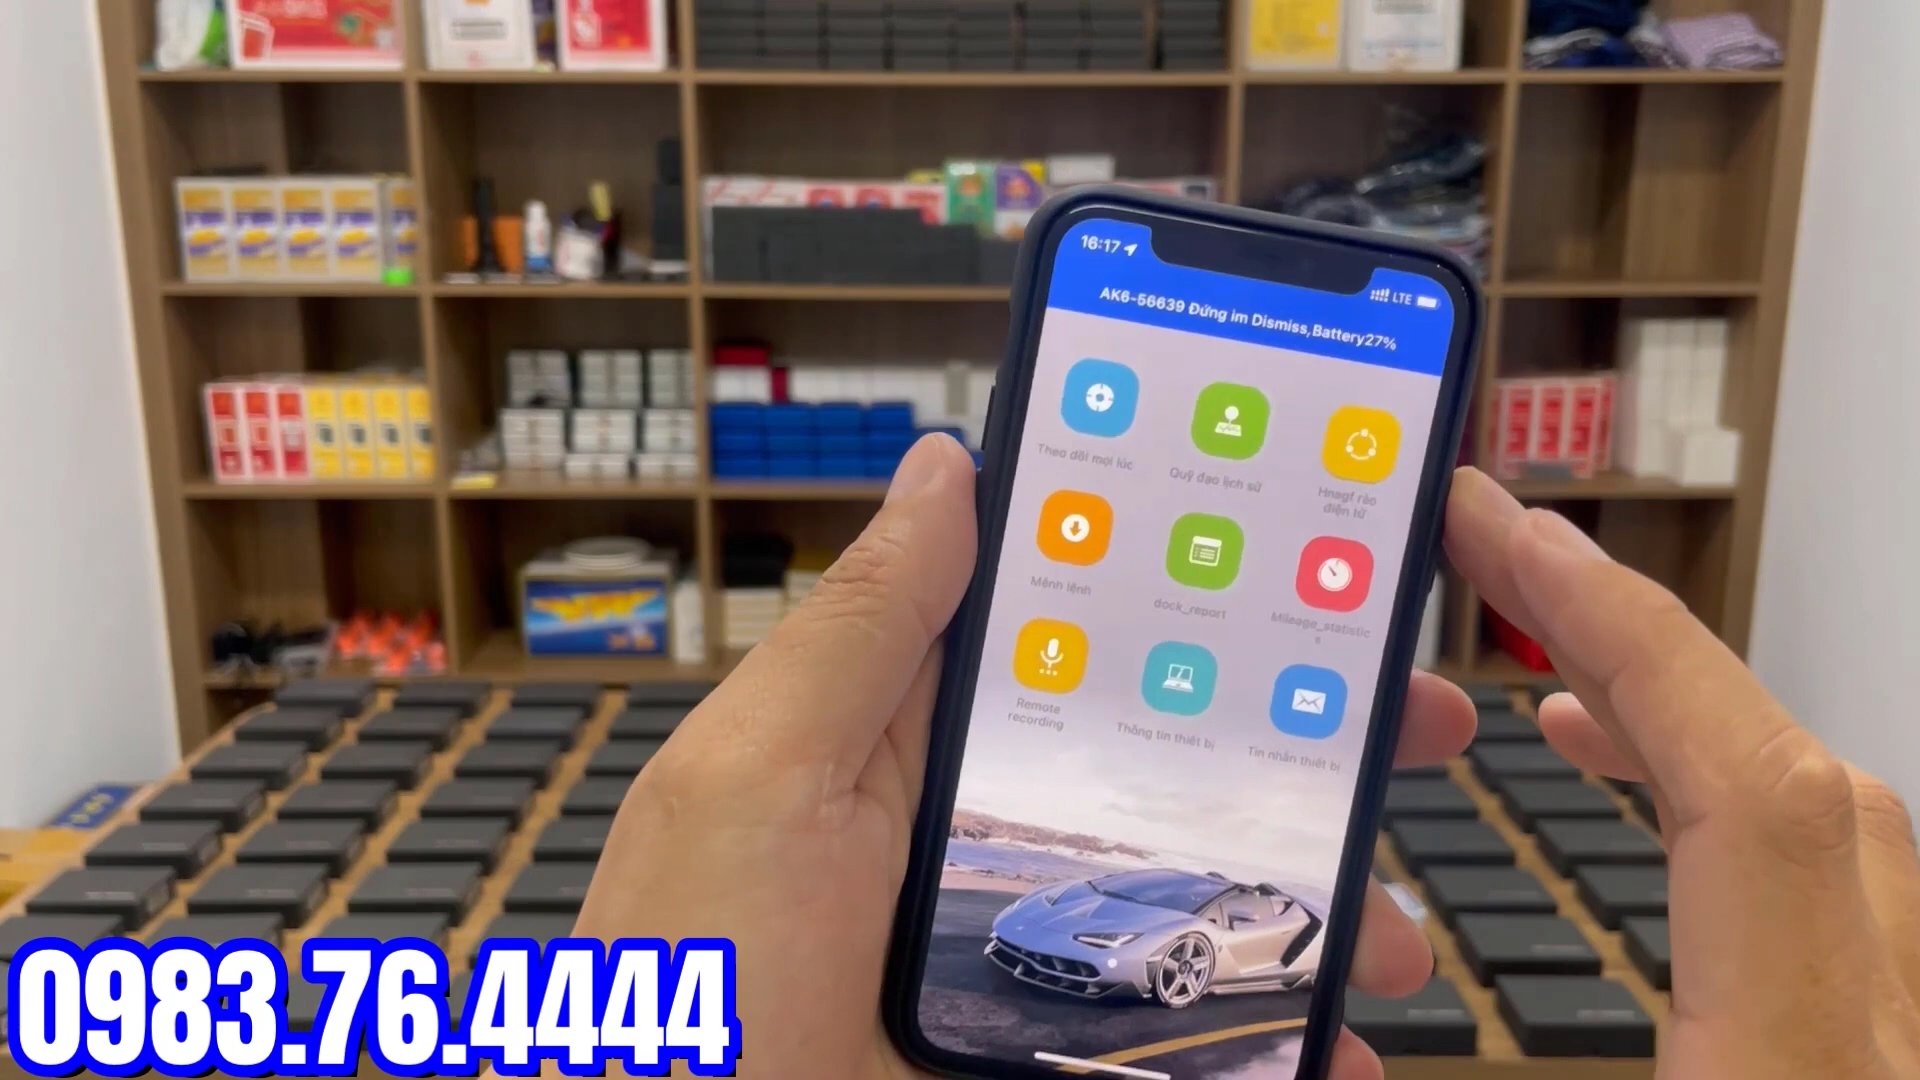 16:17
LTE
AK6-56639 Đứng im Dismiss,Battery27%
Theo dõi mọi lúc
Quỹ đạo lịch sử
Hnagf rào
điện tử
Mệnh lệnh
dock_report
Mileage_statistic
s
Remote
recording
Thông tin thiết bị
Tin nhắn thiết bị
0983.76.4444